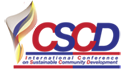 CSCD
International Conference
on Sustainable Community Development